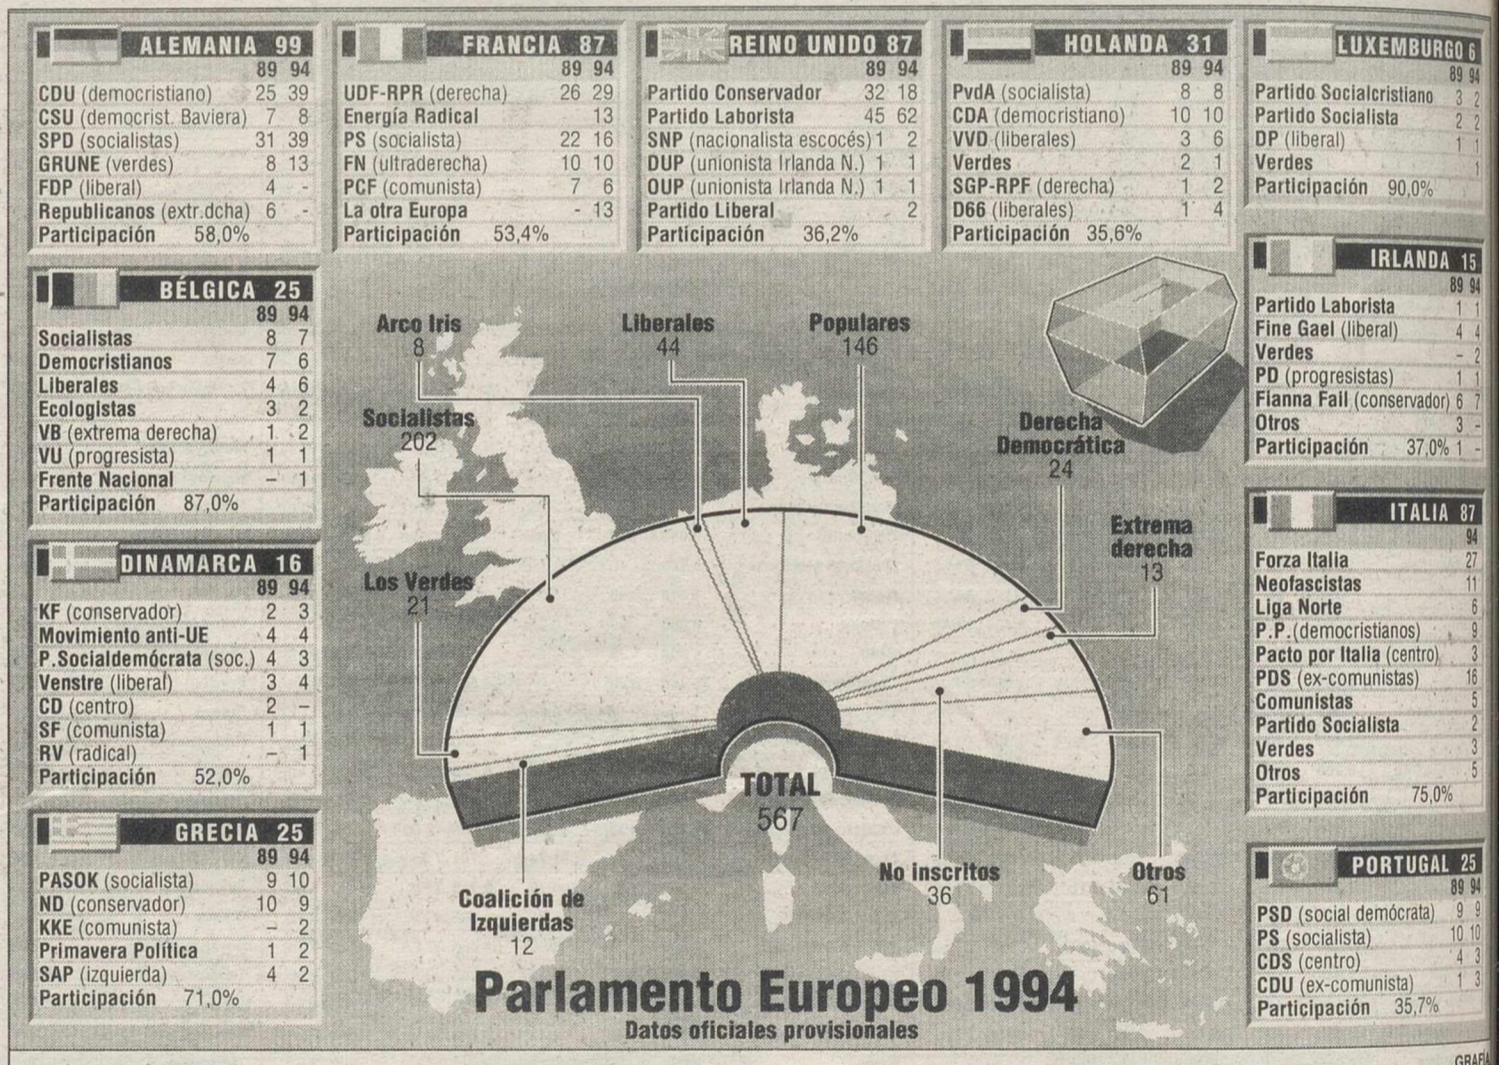 ALEMANIA 99
89 94
CDU (democristiano) 25 39
CSU (democrist. Baviera) 7 8
SPD (socialistas) 31 39
GRUNE (verdes) 8 13
FDP (liberal) 4 -
Republicanos (extr.dcha) 6 -
Participación 58,0%
FRANCIA 87
89 94
UDF-RPR (derecha) 26 29
Energía Radical 13
PS (socialista) 22 16
FN (ultraderecha) 10 10
PCF (comunista) 7 6
La otra Europa - 13
Participación 53,4%
REINO UNIDO 87
89 94
Partido Conservador 32 18
Partido Laborista 45 62
SNP (nacionalista escocés) 1 2
DUP (unionista Irlanda N.) 1 1
OUP (unionista Irlanda N.) 1 1
Partido Liberal 2
Participación 36,2%
HOLANDA 31
89 94
PvdA (socialista) 8 8
CDA (democristiano) 10 10
VVD (liberales) 3 6
Verdes 2 1
SGP-RPF (derecha) 1 2
D66 (liberales) 1 4
Participación 35,6%
LUXEMBURGO 6
89 94
Partido Socialcristiano 3 2
Partido Socialista 2 2
DP (liberal) 1 1
Verdes 1
Participación 90,0%
BÉLGICA 25
89 94
Socialistas 8 7
Democristianos 7 6
Liberales 4 6
Ecologistas 3 2
VB (extrema derecha) 1 2
VU (progresista) 1 1
Frente Nacional – 1
Participación 87,0%
DINAMARCA 16
89 94
KF (conservador) 2 3
Movimiento anti-UE 4 4
P.Socialdemócrata (soc.) 4 3
Venstre (liberal) 3 4
CD (centro) 2 –
SF (comunista) 1 1
RV (radical) – 1
Participación 52,0%
GRECIA 25
89 94
PASOK (socialista) 9 10
ND (conservador) 10 9
KKE (comunista) – 2
Primavera Política 1 2
SAP (izquierda) 4 2
Participación 71,0%
Arco Iris
8
Liberales
44
Populares
146
Socialistas
202
Derecha
Democrática
24
Extrema
derecha
13
Los Verdes
21
TOTAL
567
Coalición de
Izquierdas
12
No inscritos
36
Otros
61
Parlamento Europeo 1994
Datos oficiales provisionales
IRLANDA 15
89 94
Partido Laborista 1 1
Fine Gael (liberal) 4 4
Verdes – 2
PD (progresistas) 1 1
Fianna Fail (conservador) 6 7
Otros 3 -
Participación 37,0% 1 -
ITALIA 87
94
Forza Italia 27
Neofascistas 11
Liga Norte 6
P.P.(democristianos) 9
Pacto por Italia (centro) 3
PDS (ex-comunistas) 16
Comunistas 5
Partido Socialista 2
Verdes 3
Otros 5
Participación 75,0%
PORTUGAL 25
89 94
PSD (social demócrata) 9 9
PS (socialista) 10 10
CDS (centro) 4 3
CDU (ex-comunista) 1 3
Participación 35,7%